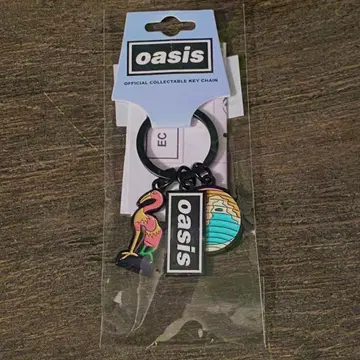 oasis
OFFICIAL COLLECTABLE KEY CHAIN
EC
oasis